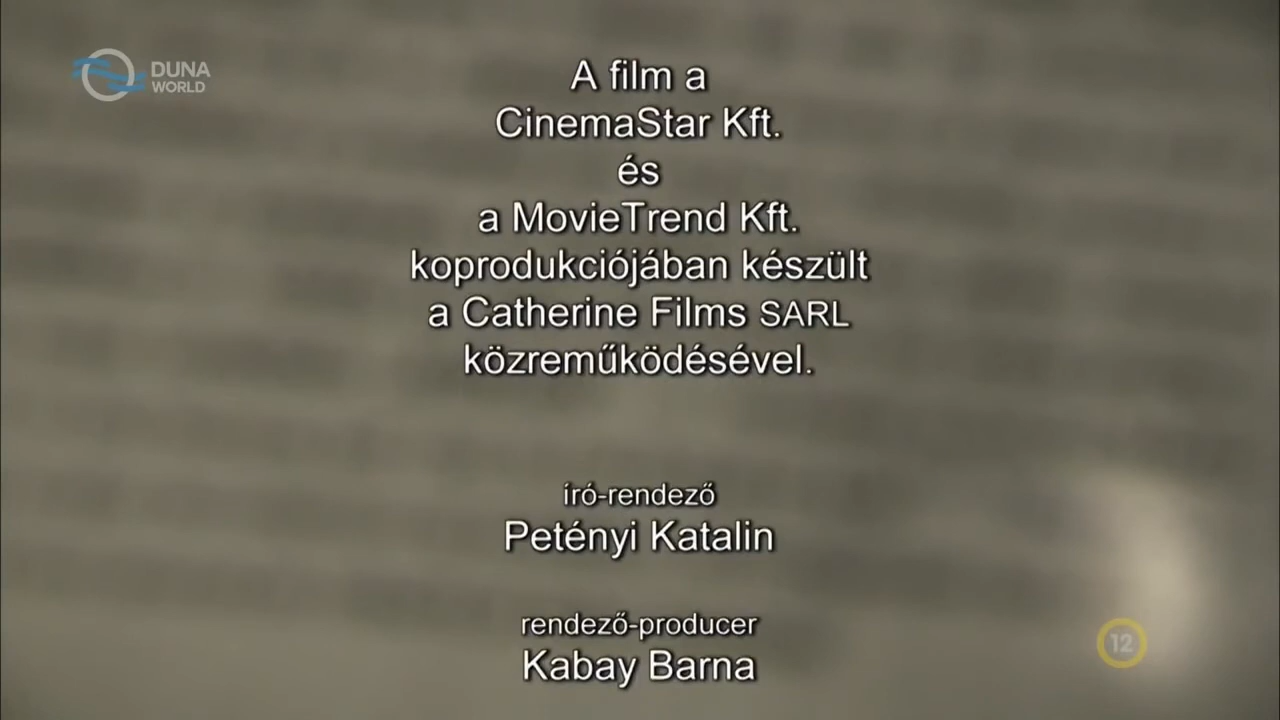 DUNA
WORLD
A film a
CinemaStar Kft.
és
a MovieTrend Kft.
koprodukciójában készült
a Catherine Films SARL
közreműködésével.
író-rendező
Petényi Katalin
rendező-producer
Kabay Barna
12